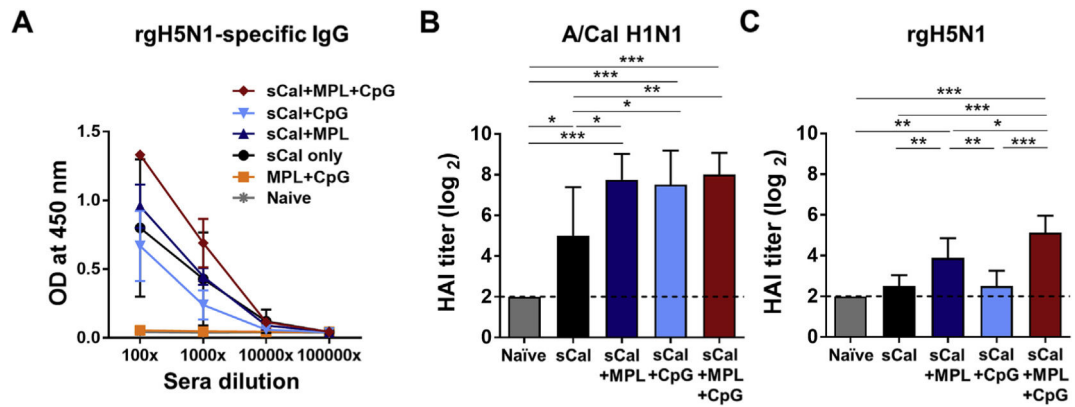 A
rgH5N1-specific IgG
sCal+MPL+CpG
sCal+CpG
sCal+MPL
sCal only
MPL+CpG
Naive
OD at 450 nm
1.5
1.0
0.5
0.0
100x 1000x 10000x 100000x
Sera dilution
B
A/Cal H1N1
***
***
**
*
* *
***
HAI titer (log 2)
10
8
6
4
2
0
Naïve sCal sCal sCal sCal
+MPL +CpG +MPL
+CpG
C
rgH5N1
***
***
** *
** ** ***
HAI titer (log 2)
10
8
6
4
2
0
Naïve sCal sCal sCal sCal
+MPL +CpG +MPL
+CpG